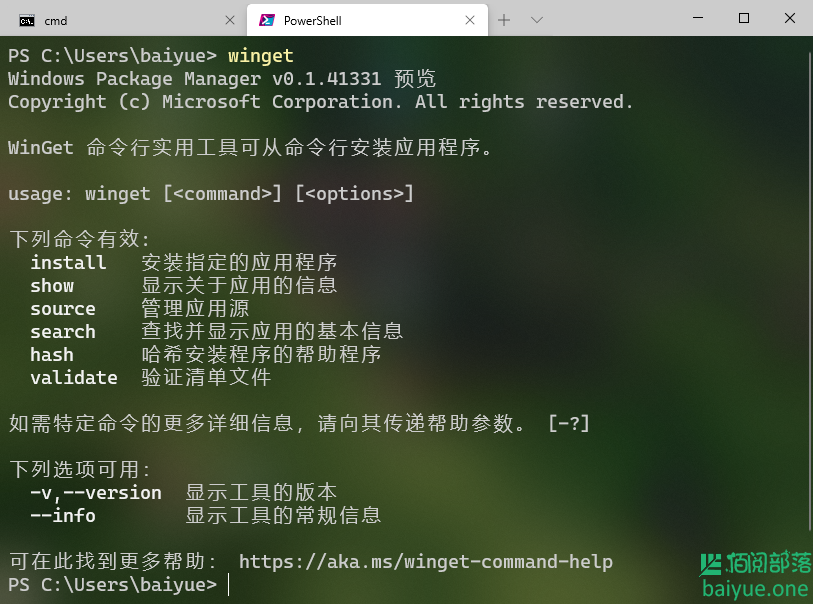 cmd
PowerShell
PS C:\Users\baiyue> winget
Windows Package Manager v0.1.41331 预览
Copyright (c) Microsoft Corporation. All rights reserved.
WinGet 命令行实用工具可从命令行安装应用程序。
usage: winget [<command>] [<options>]
下列命令有效：
install 安装指定的应用程序
show 显示关于应用的信息
source 管理应用源
search 查找并显示应用的基本信息
hash 哈希安装程序的帮助程序
validate 验证清单文件
如需特定命令的更多详细信息，请向其传递帮助参数。 [-?]
下列选项可用：
-v,--version 显示工具的版本
--info 显示工具的常规信息
可在此找到更多帮助： https://aka.ms/winget-command-help
PS C:\Users\baiyue>
佰阅部落
baiyue.one